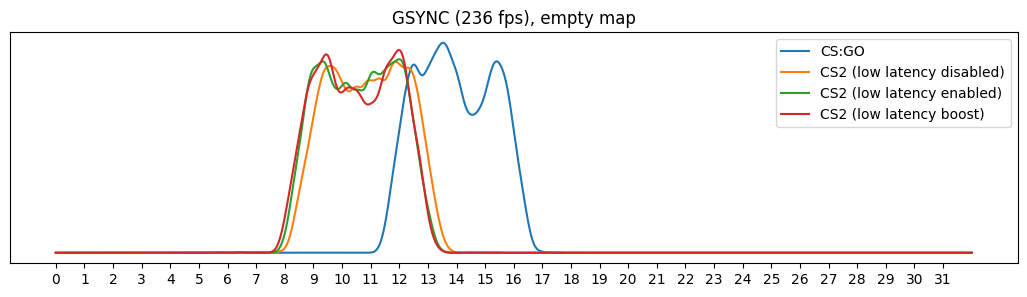 GSYNC (236 fps), empty map
CS:GO
CS2 (low latency disabled)
CS2 (low latency enabled)
CS2 (low latency boost)
0 1 2 3 4 5 6 7 8 9 10 11 12 13 14 15 16 17 18 19 20 21 22 23 24 25 26 27 28 29 30 31